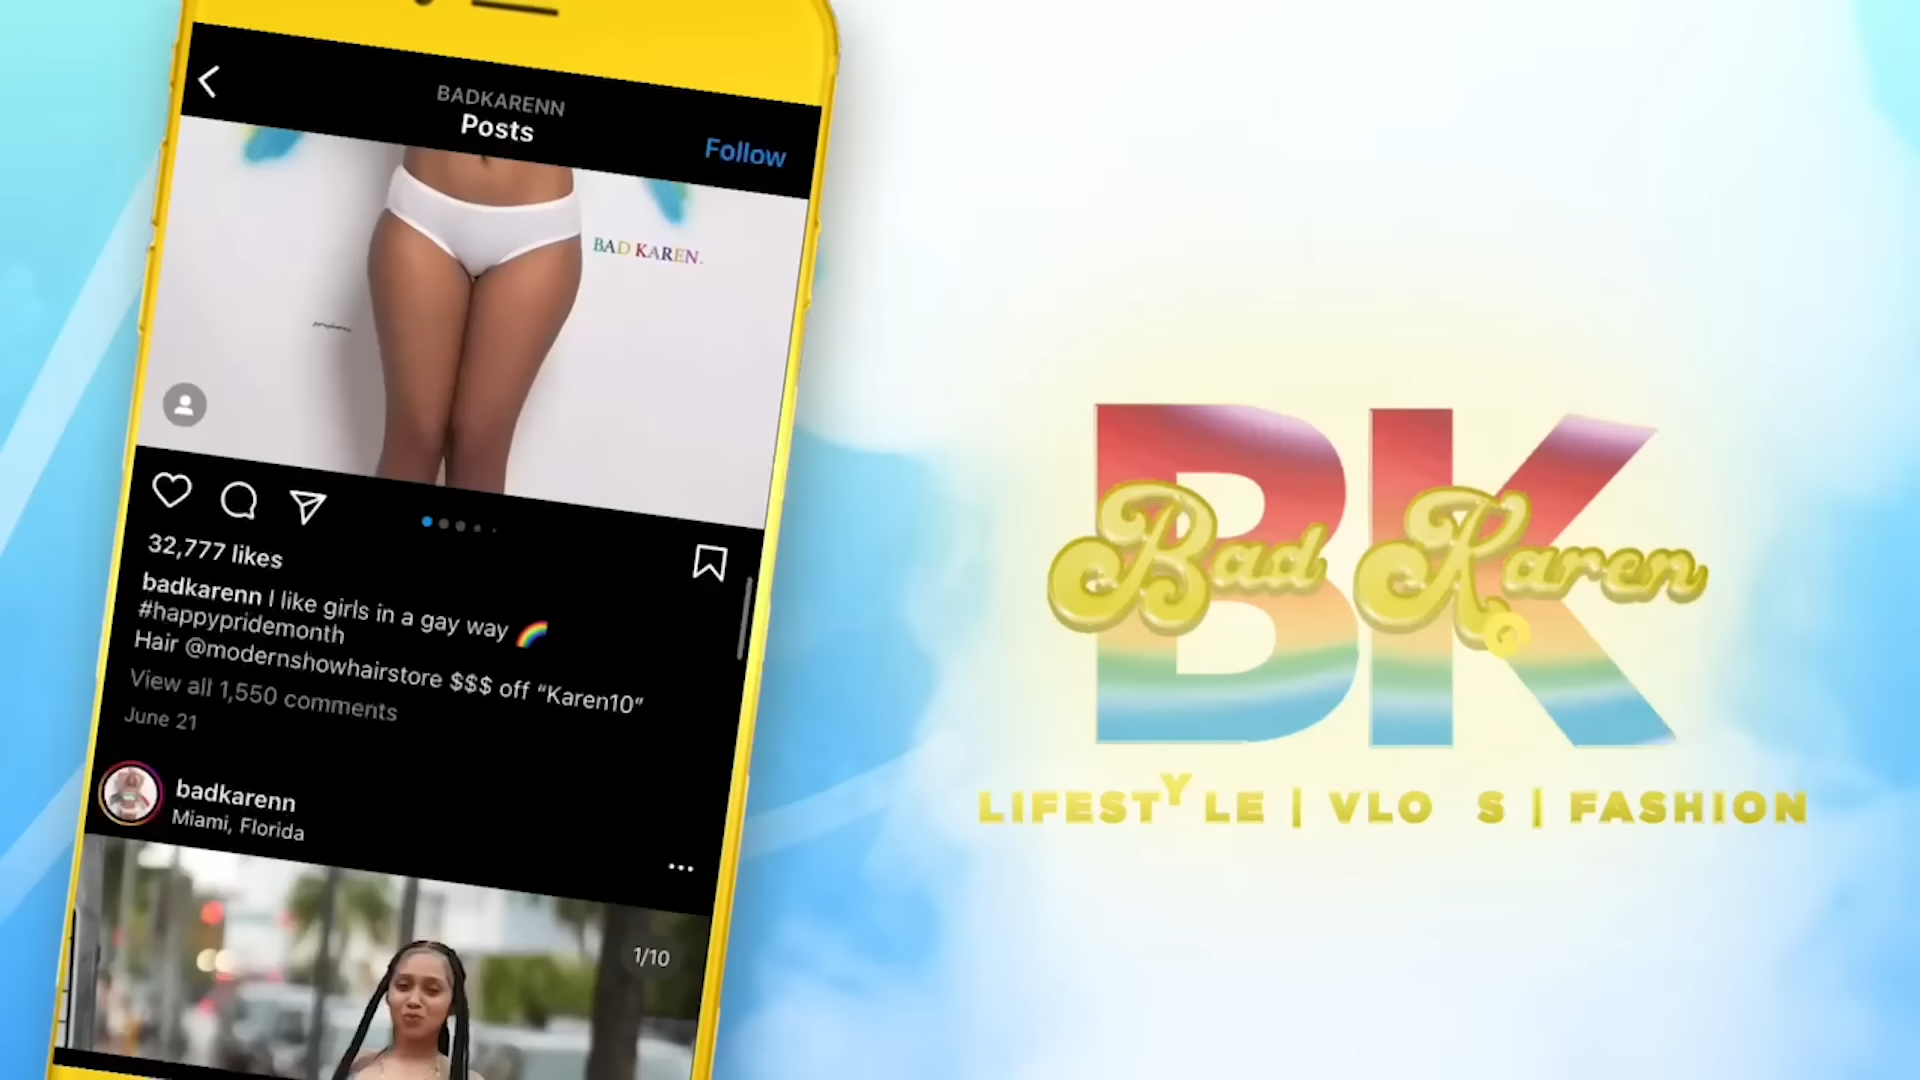 BADKARENN
Posts
Follow
BAD KAREN.
32,777 likes
badkarenn I like girls in a gay way 🌈
#happypridemonth
Hair @modernshowhairstore $$$ off “Karen10”
View all 1,550 comments
June 21
badkarenn
Miami, Florida
1/10
BK
Bad Karen
LIFESTYLE | VLO S | FASHION